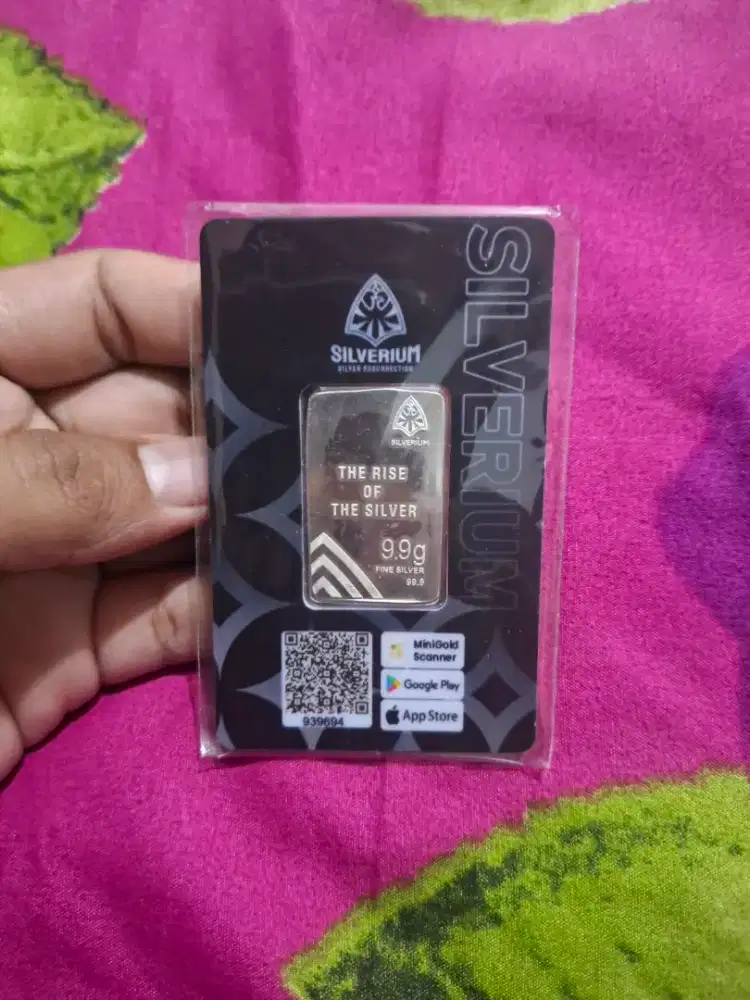 SILVERIUM
SILVER RESURRECTION
SILVERIUM
SILVERIUM
THE RISE
OF
THE SILVER
9.9g
FINE SILVER
99.9
939694
MiniGold
Scanner
Google Play
App Store